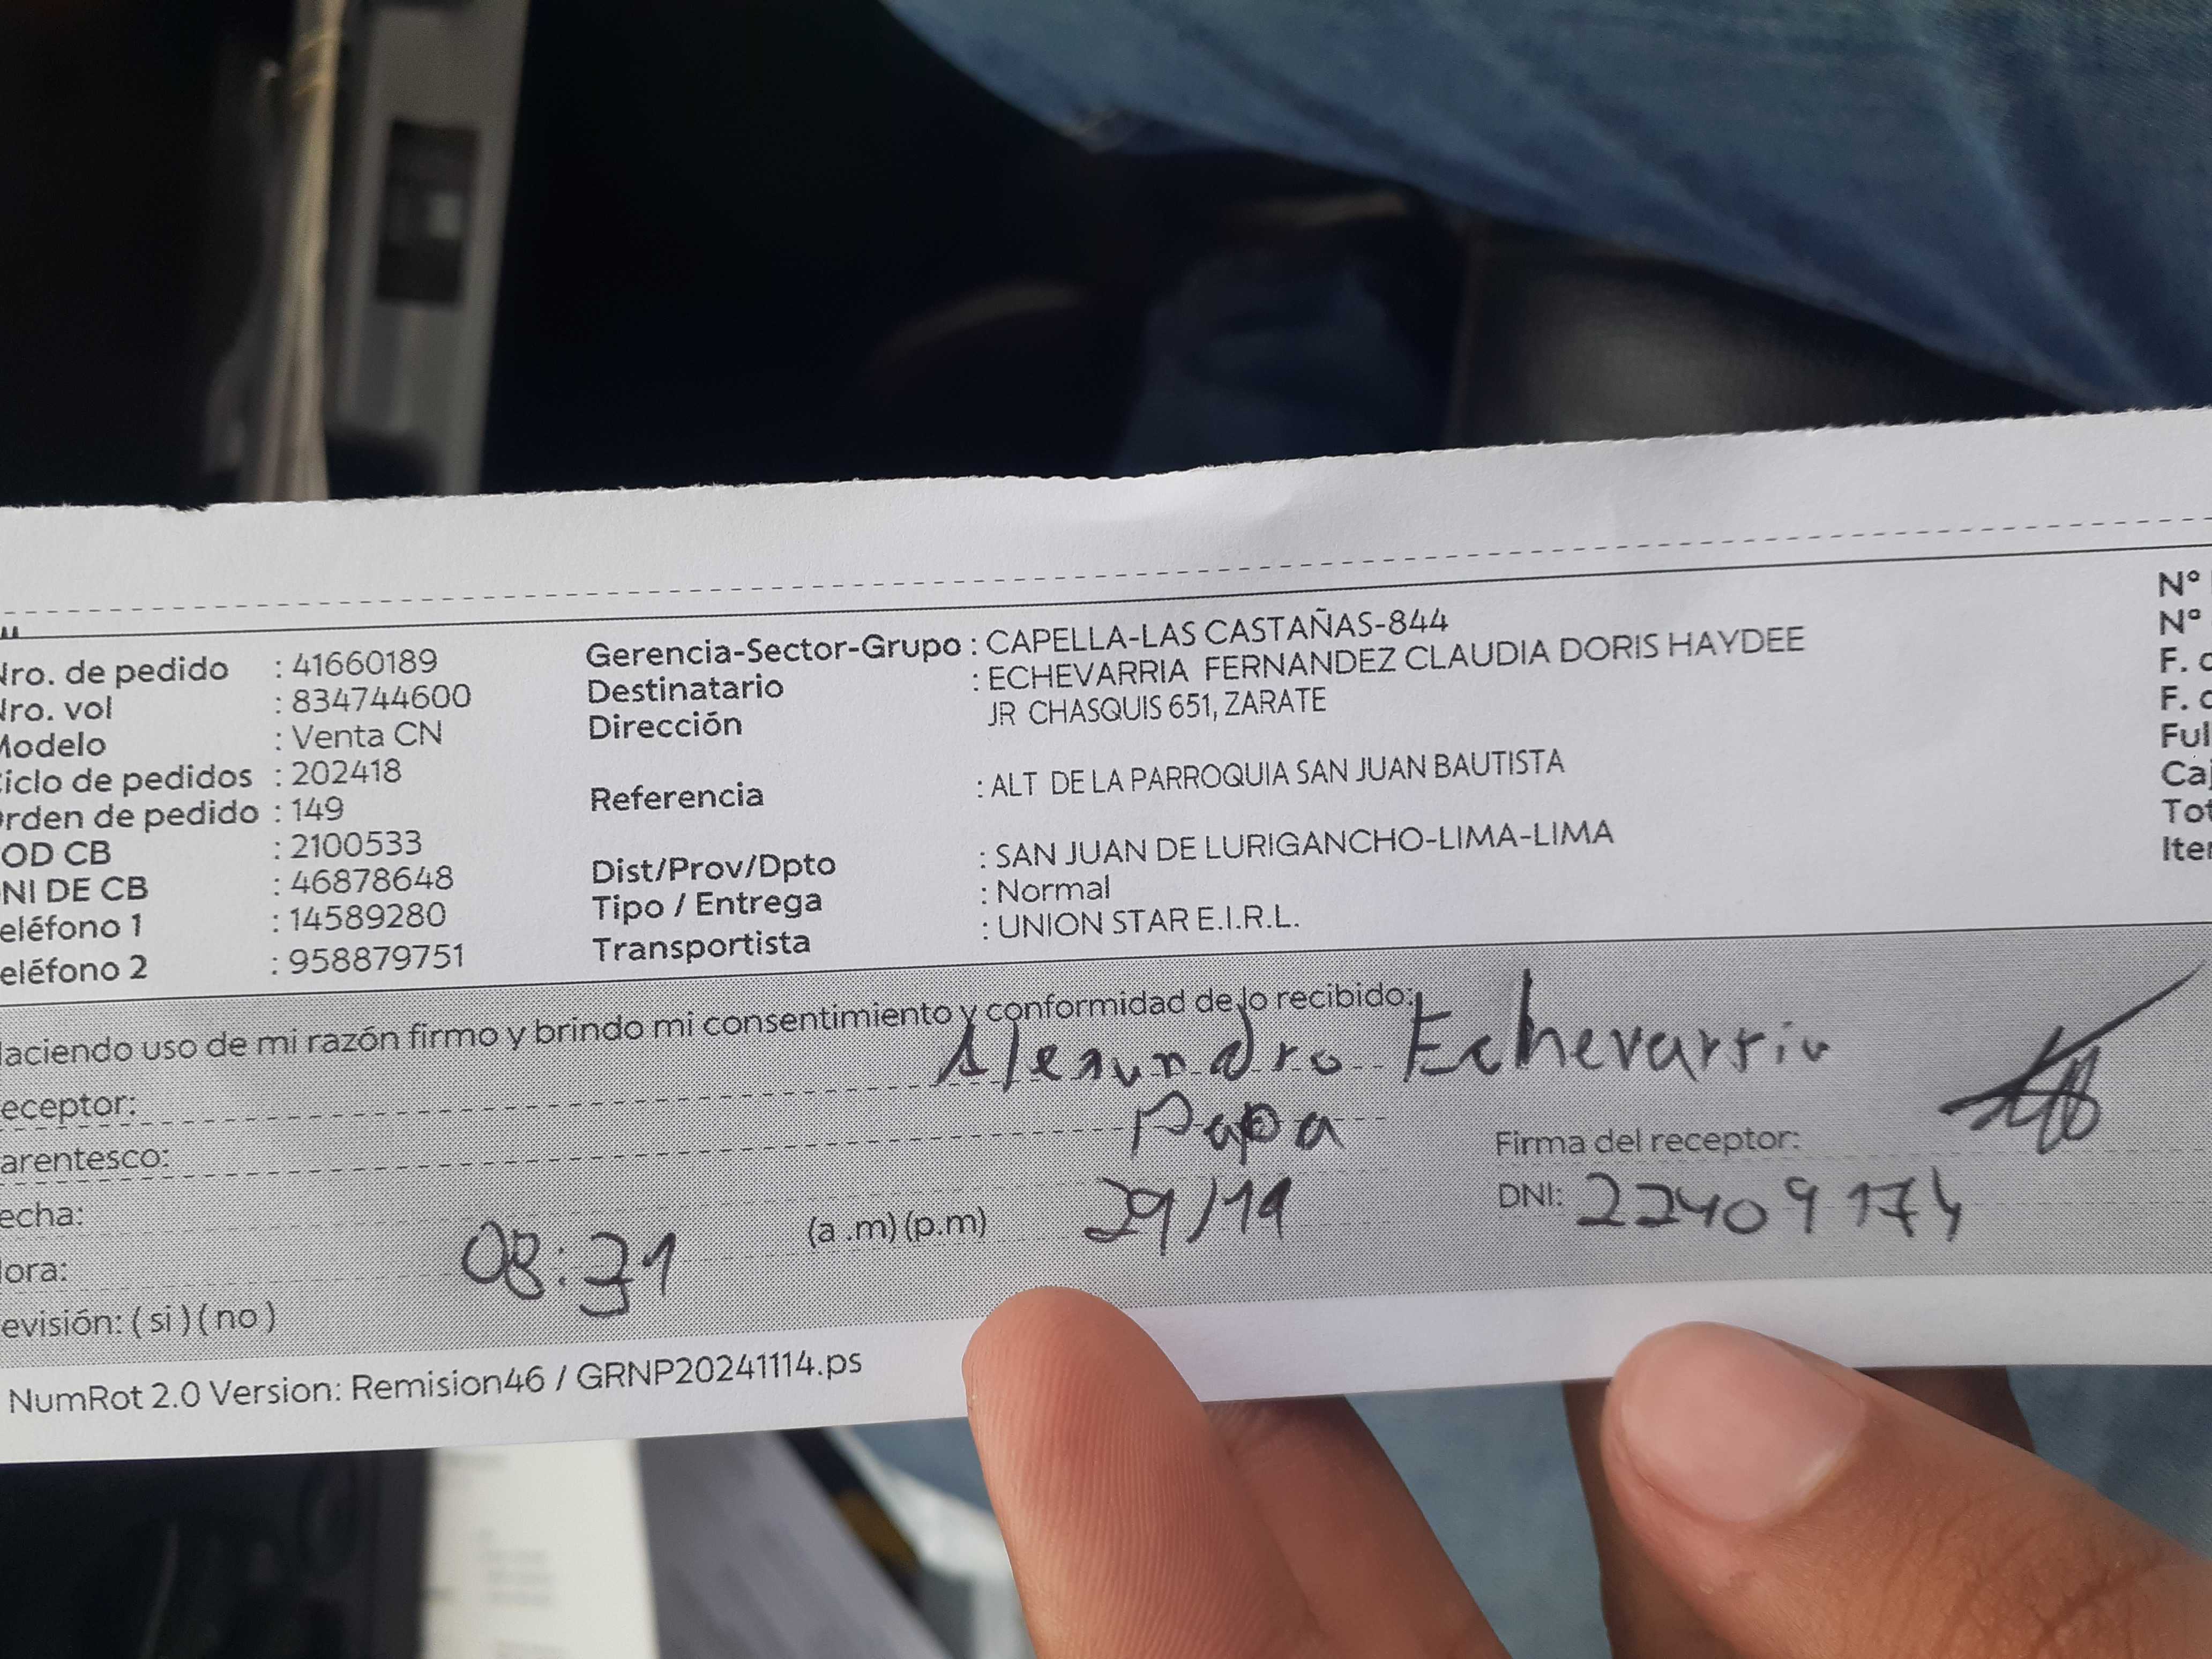 Nro. de pedido : 41660189
Nro. vol : 834744600
Modelo : Venta CN
Ciclo de pedidos : 202418
Orden de pedido : 149
COD CB : 2100533
DNI DE CB : 46878648
Teléfono 1 : 14589280
Teléfono 2 : 958879751
Gerencia-Sector-Grupo : CAPELLA-LAS CASTAÑAS-844
Destinatario : ECHEVARRIA FERNANDEZ CLAUDIA DORIS HAYDEE
Dirección JR CHASQUIS 651, ZARATE
Referencia : ALT DE LA PARROQUIA SAN JUAN BAUTISTA
Dist/Prov/Dpto : SAN JUAN DE LURIGANCHO-LIMA-LIMA
Tipo / Entrega : Normal
Transportista : UNION STAR E.I.R.L.
N°
N°
F.
F.
Haciendo uso de mi razón firmo y brindo mi consentimiento y conformidad de lo recibido:
Receptor: Alexandro Echevarria
Parentesco: Papa
Firma del receptor:
Fecha: 29/11
DNI: 22409174
Hora: 08:31 (a .m) (p.m)
Revisión: ( si ) ( no )
NumRot 2.0 Version: Remision46 / GRNP20241114.ps